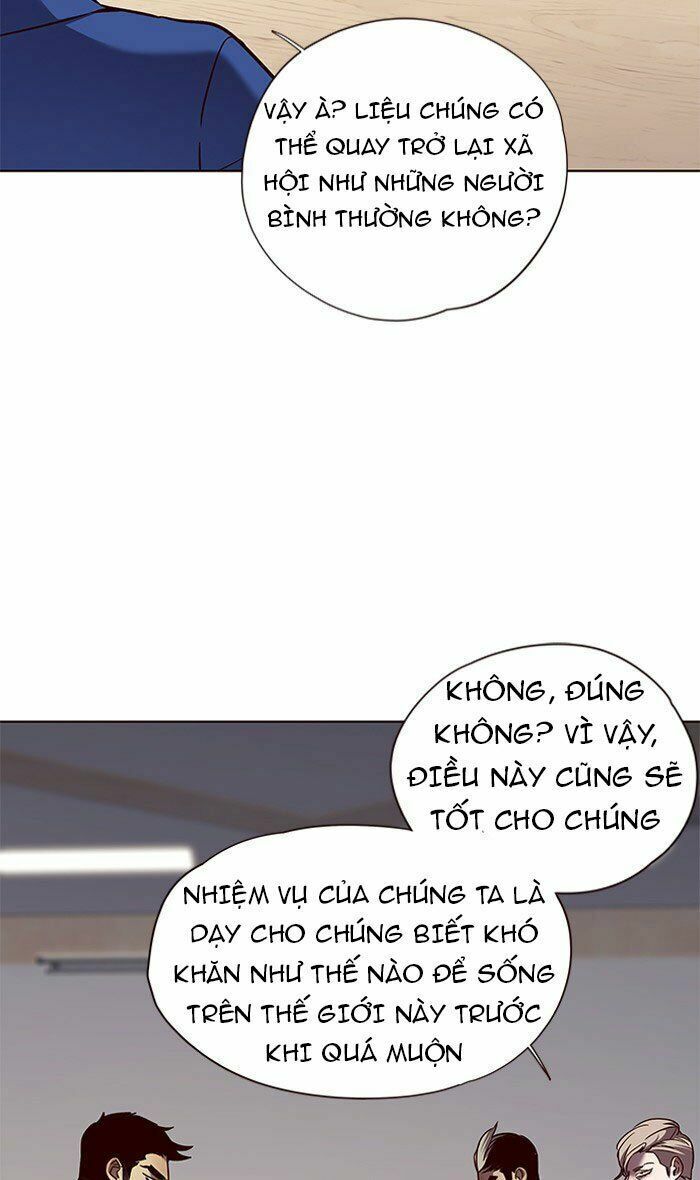 VẬY À? LIỆU CHÚNG CÓ
THỂ QUAY TRỞ LẠI XÃ
HỘI NHƯ NHỮNG NGƯỜI
BÌNH THƯỜNG KHÔNG?
KHÔNG, ĐÚNG
KHÔNG? VÌ VẬY,
ĐIỀU NÀY CŨNG SẼ
TỐT CHO CHÚNG
NHIỆM VỤ CỦA CHÚNG TA LÀ
DẠY CHO CHÚNG BIẾT KHÓ
KHĂN NHƯ THẾ NÀO ĐỂ SỐNG
TRÊN THẾ GIỚI NÀY TRƯỚC
KHI QUÁ MUỘN